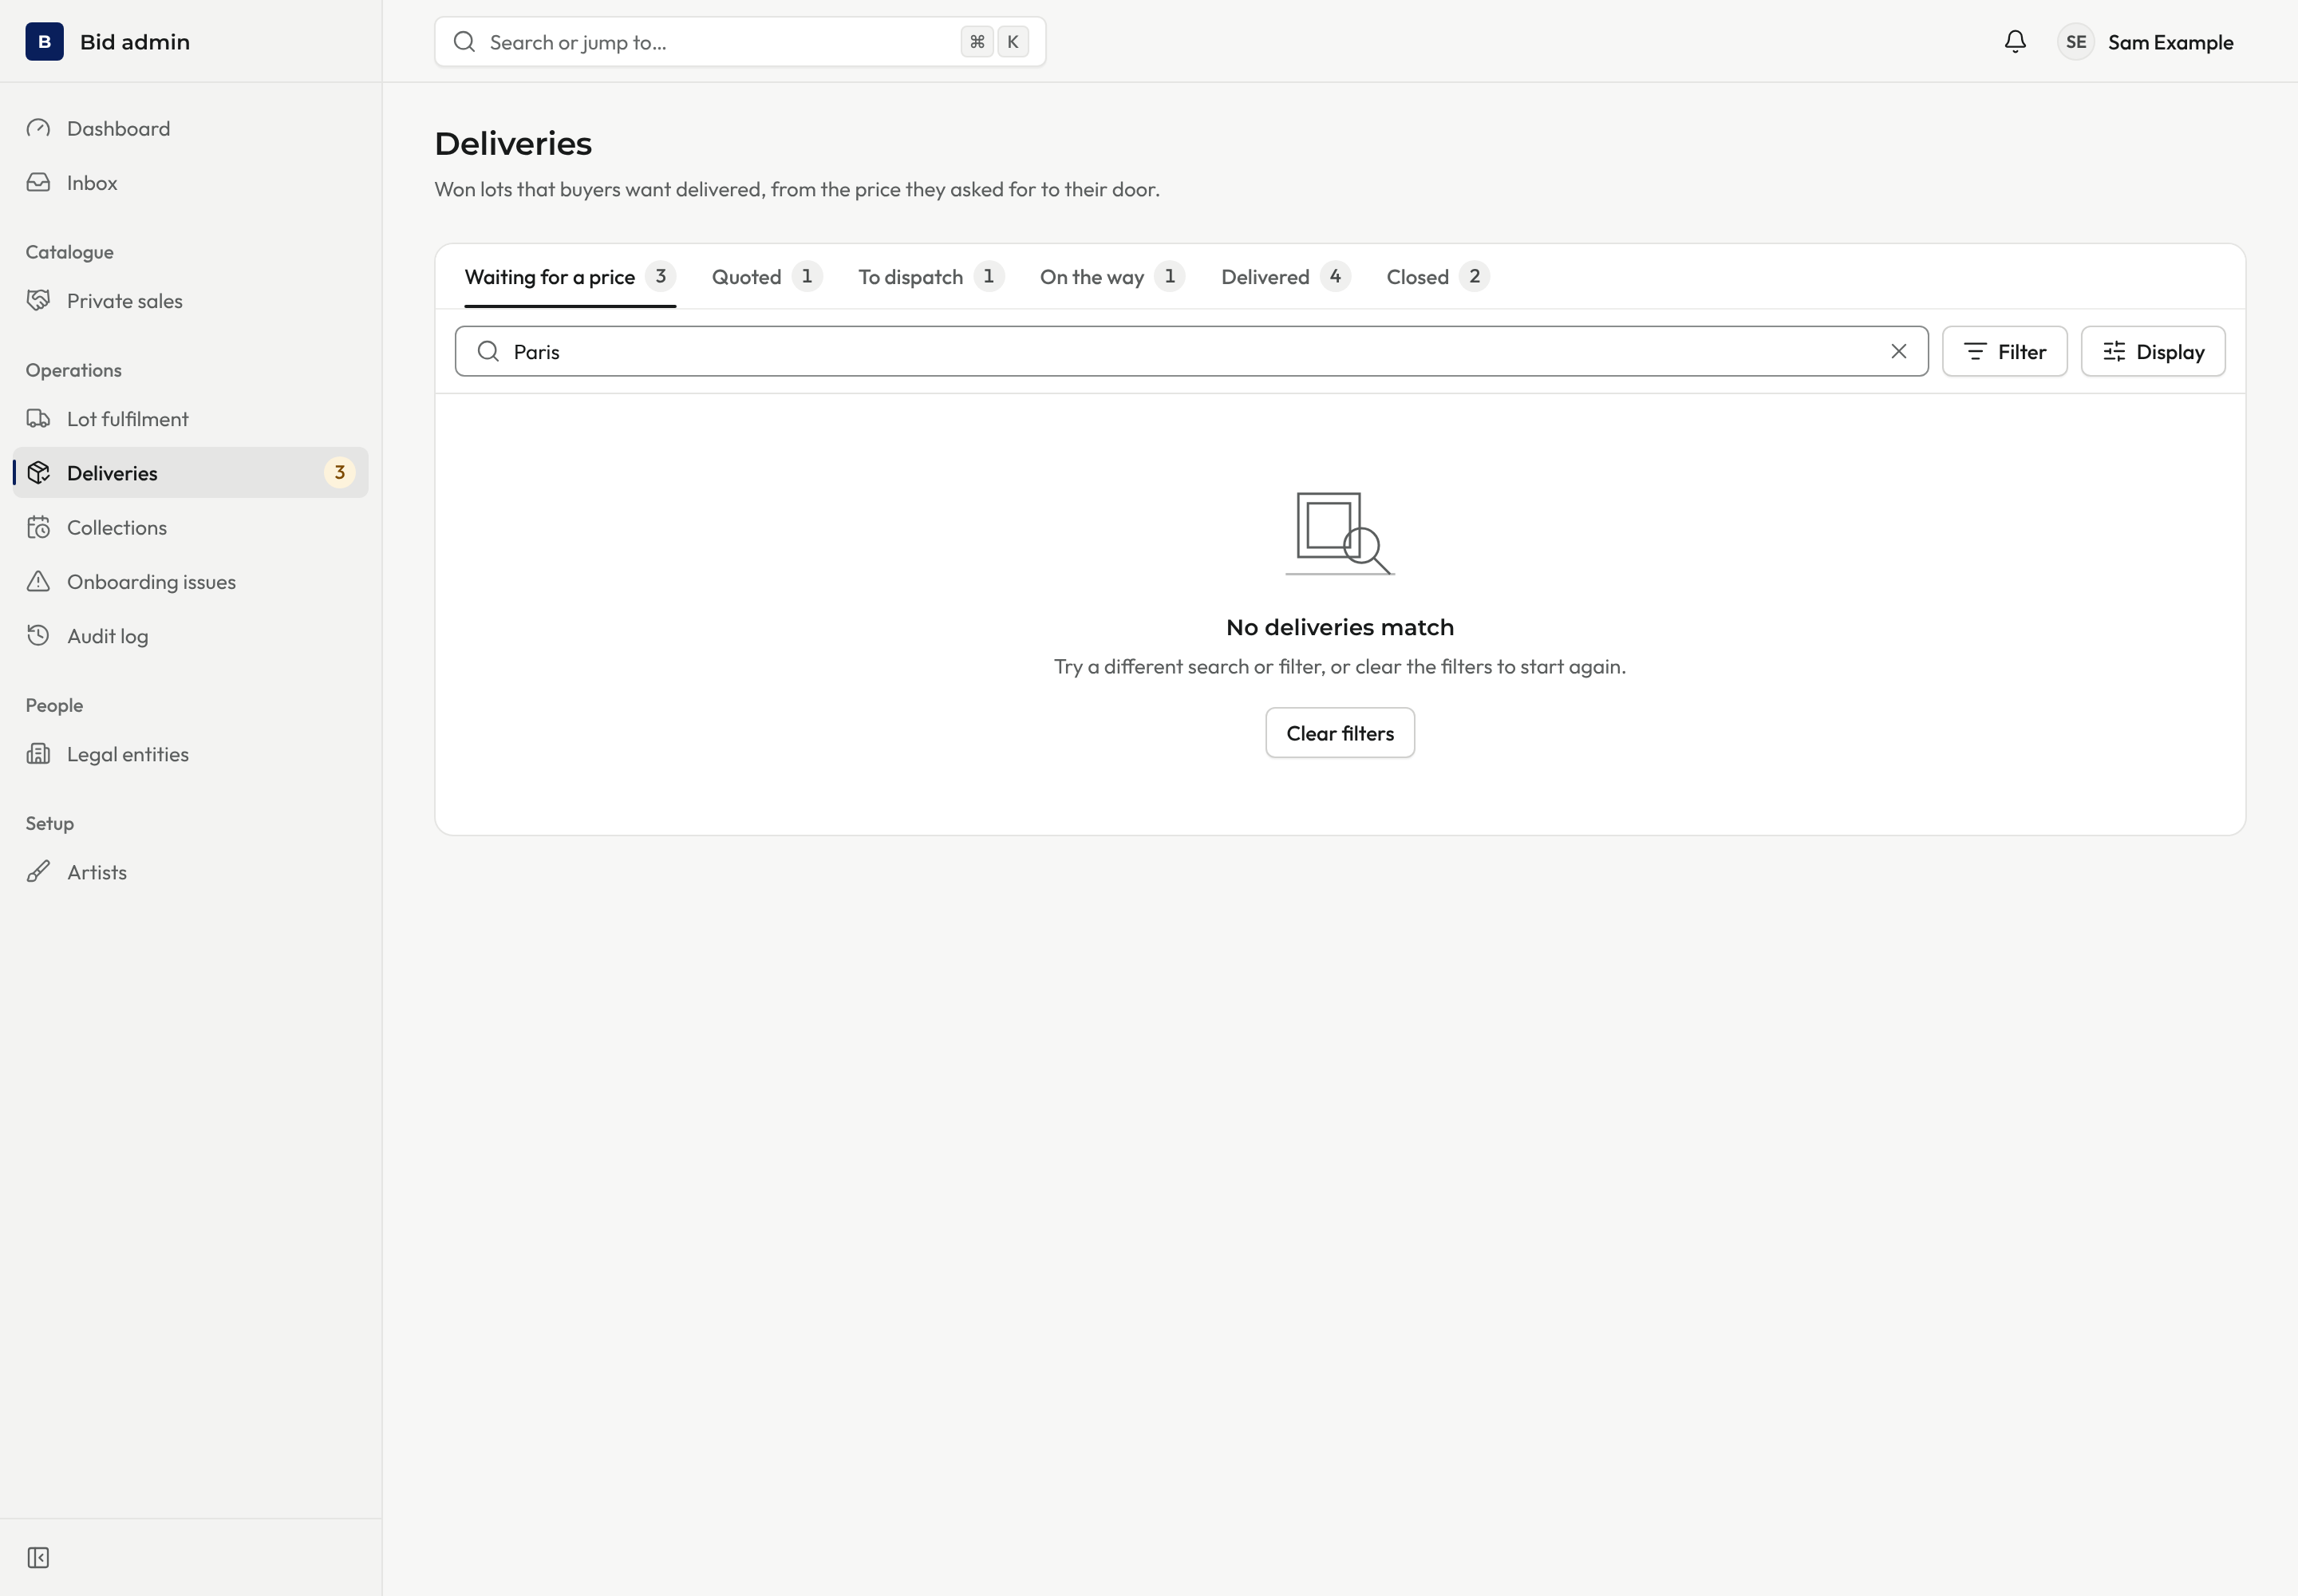 B Bid admin
Search or jump to...
⌘ K
SE Sam Example
Dashboard
Inbox
Catalogue
Private sales
Operations
Lot fulfilment
Deliveries 3
Collections
Onboarding issues
Audit log
People
Legal entities
Setup
Artists
Deliveries
Won lots that buyers want delivered, from the price they asked for to their door.
Waiting for a price 3 Quoted 1 To dispatch 1 On the way 1 Delivered 4 Closed 2
Paris
Filter
Display
No deliveries match
Try a different search or filter, or clear the filters to start again.
Clear filters